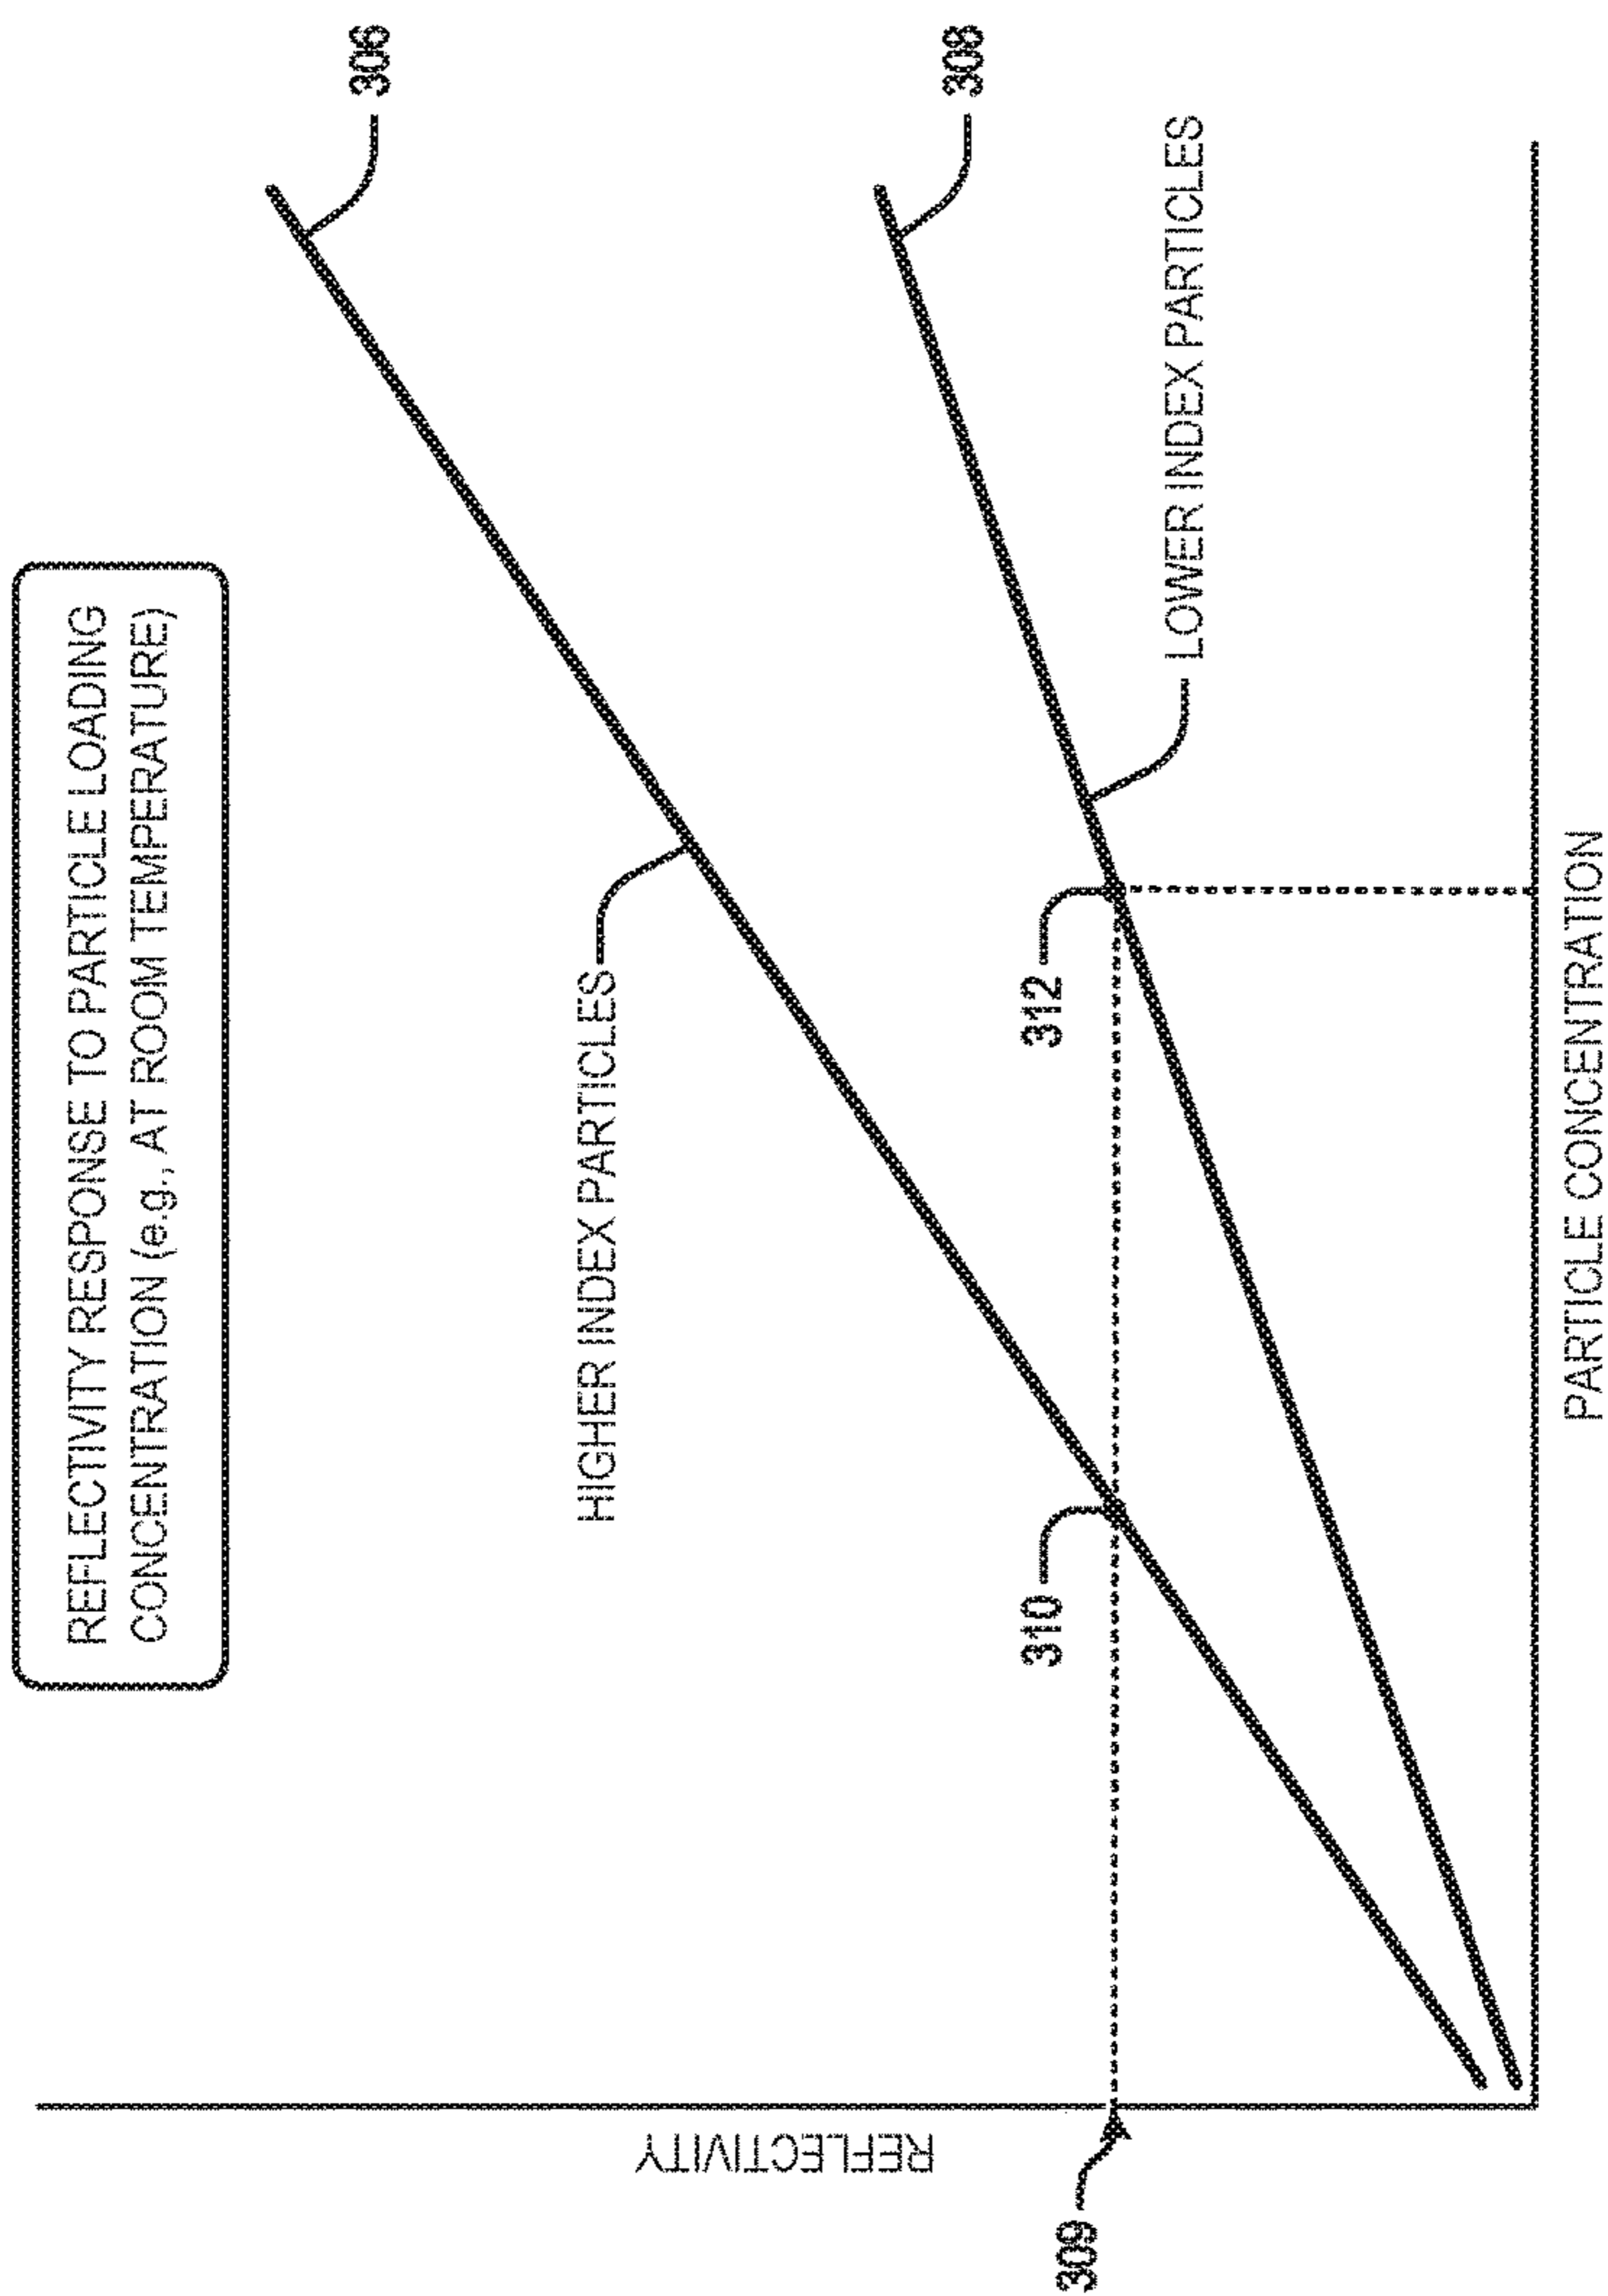 REFLECTIVITY RESPONSE TO PARTICLE LOADING
CONCENTRATION (e.g., AT ROOM TEMPERATURE)
306
HIGHER INDEX PARTICLES
308
312
310
LOWER INDEX PARTICLES
REFLECTIVITY
309
PARTICLE CONCENTRATION